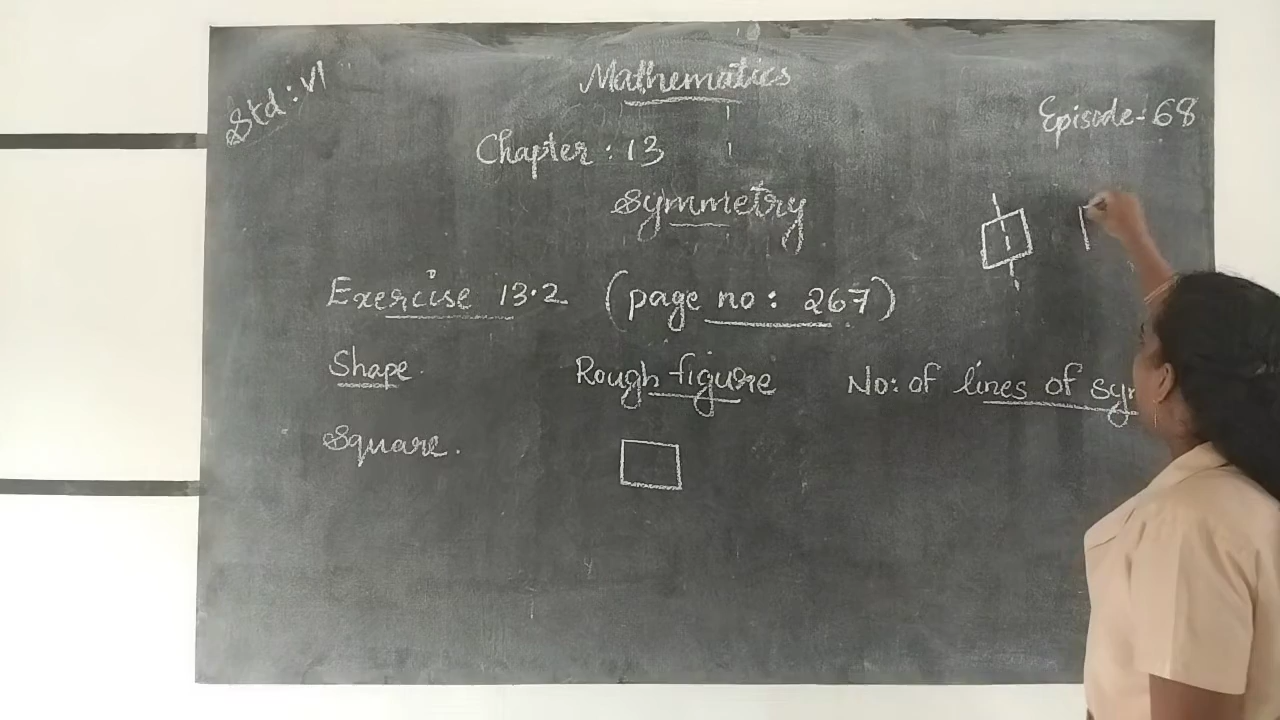 Mathematics
Std: VI
Episode-68
Chapter: 13
Symmetry
Exercise 13.2 (page no: 267)
Shape. Rough figure No: of lines of sy
Square.